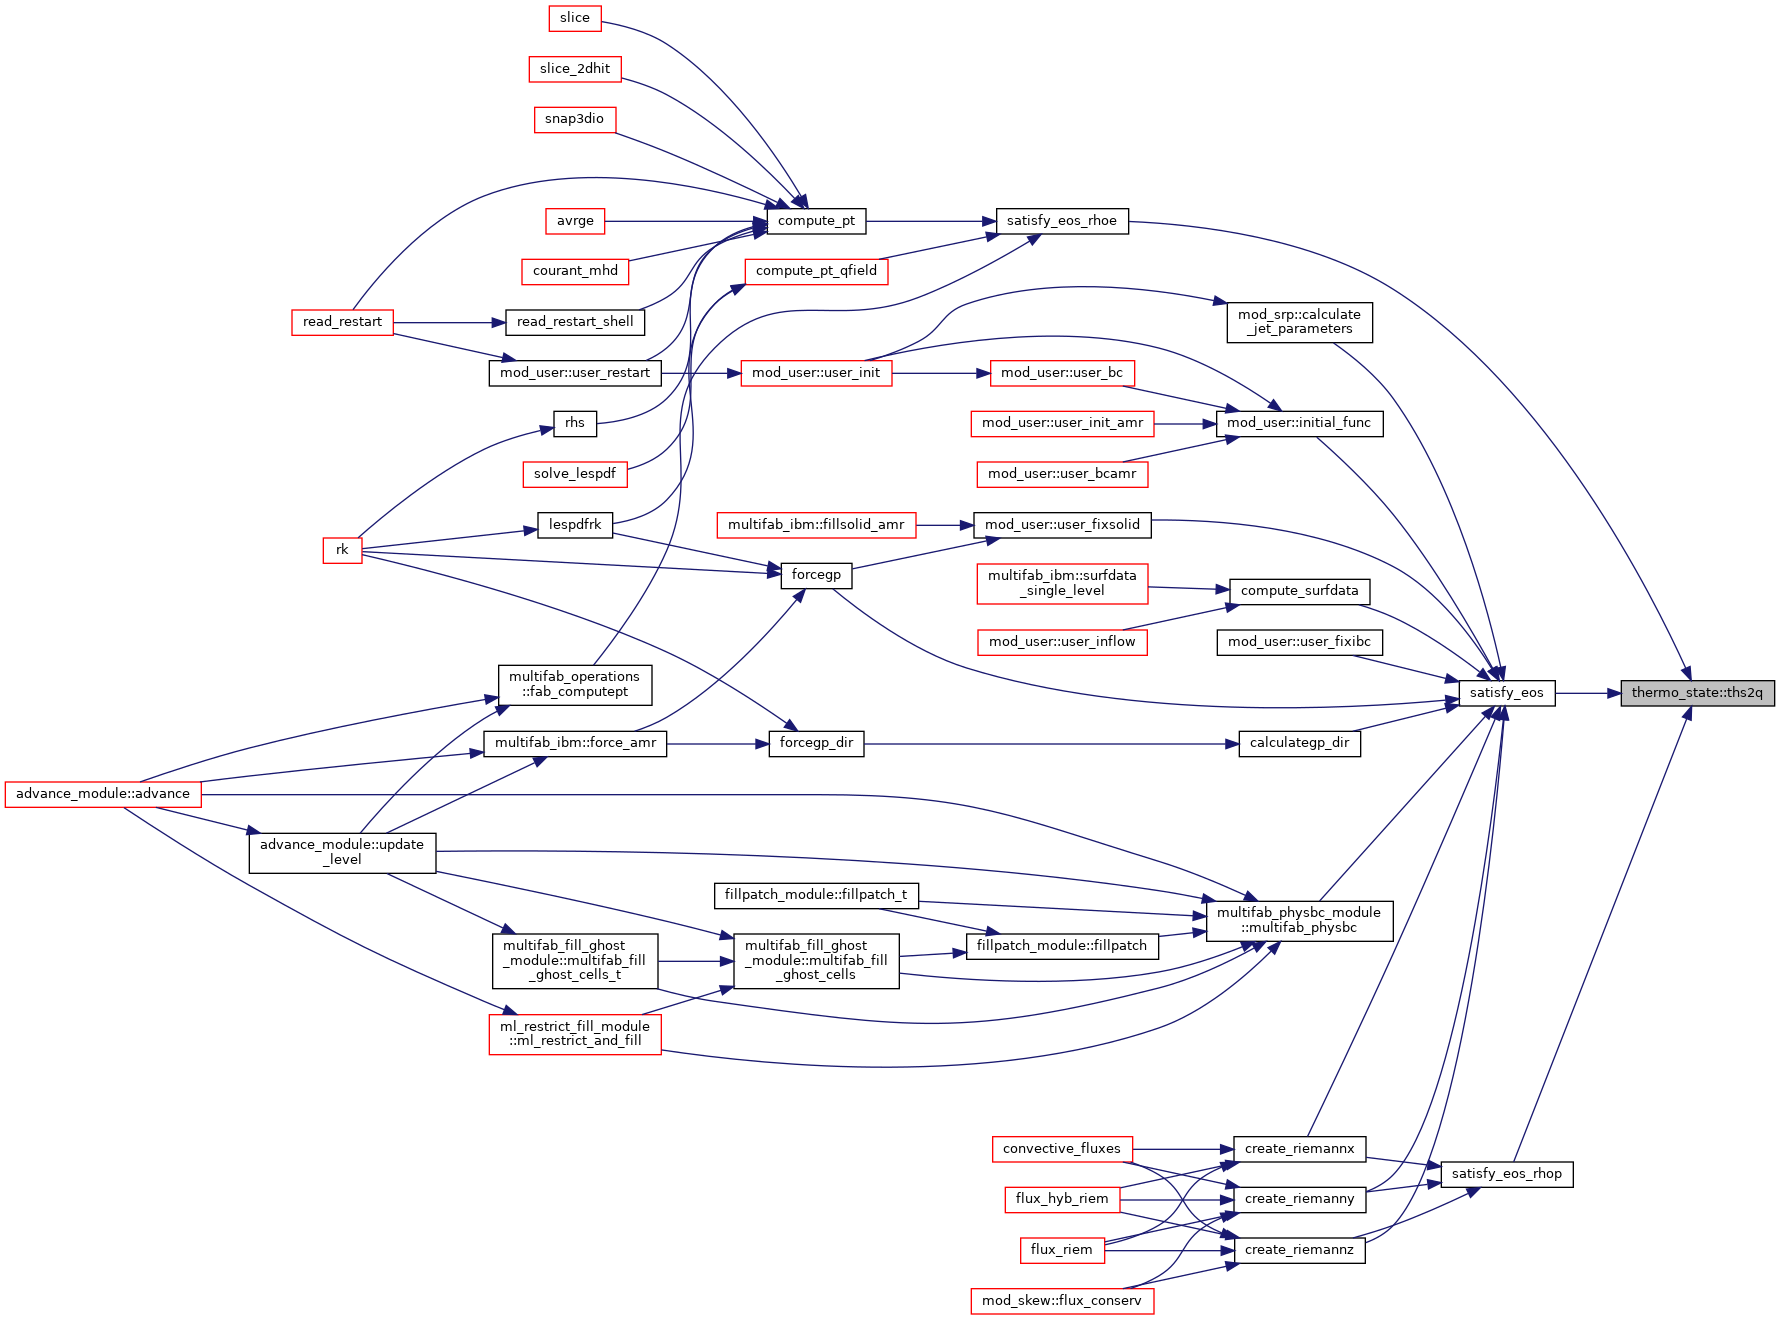 slice
slice_2dhit
snap3dio
avrge
compute_pt
satisfy_eos_rhoe
courant_mhd
compute_pt_qfield
read_restart
read_restart_shell
mod_srp::calculate
_jet_parameters
mod_user::user_restart
mod_user::user_init
mod_user::user_bc
rhs
mod_user::user_init_amr
mod_user::initial_func
solve_lespdf
mod_user::user_bcamr
lespdfrk
multifab_ibm::fillsolid_amr
mod_user::user_fixsolid
rk
forcegp
multifab_ibm::surfdata
_single_level
compute_surfdata
mod_user::user_inflow
mod_user::user_fixibc
multifab_operations
::fab_computept
satisfy_eos
thermo_state::ths2q
multifab_ibm::force_amr
forcegp_dir
calculategp_dir
advance_module::advance
advance_module::update
_level
fillpatch_module::fillpatch_t
multifab_physbc_module
::multifab_physbc
multifab_fill_ghost
_module::multifab_fill
_ghost_cells_t
multifab_fill_ghost
_module::multifab_fill
_ghost_cells
fillpatch_module::fillpatch
ml_restrict_fill_module
::ml_restrict_and_fill
convective_fluxes
create_riemannx
satisfy_eos_rhop
flux_hyb_riem
create_riemanny
flux_riem
create_riemannz
mod_skew::flux_conserv